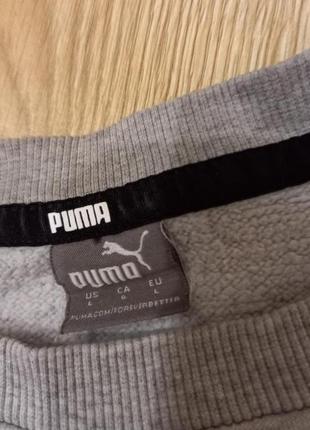 PUMA
PUMA
US CA EU
L G L
PUMA.COM/FOREVERBETTER